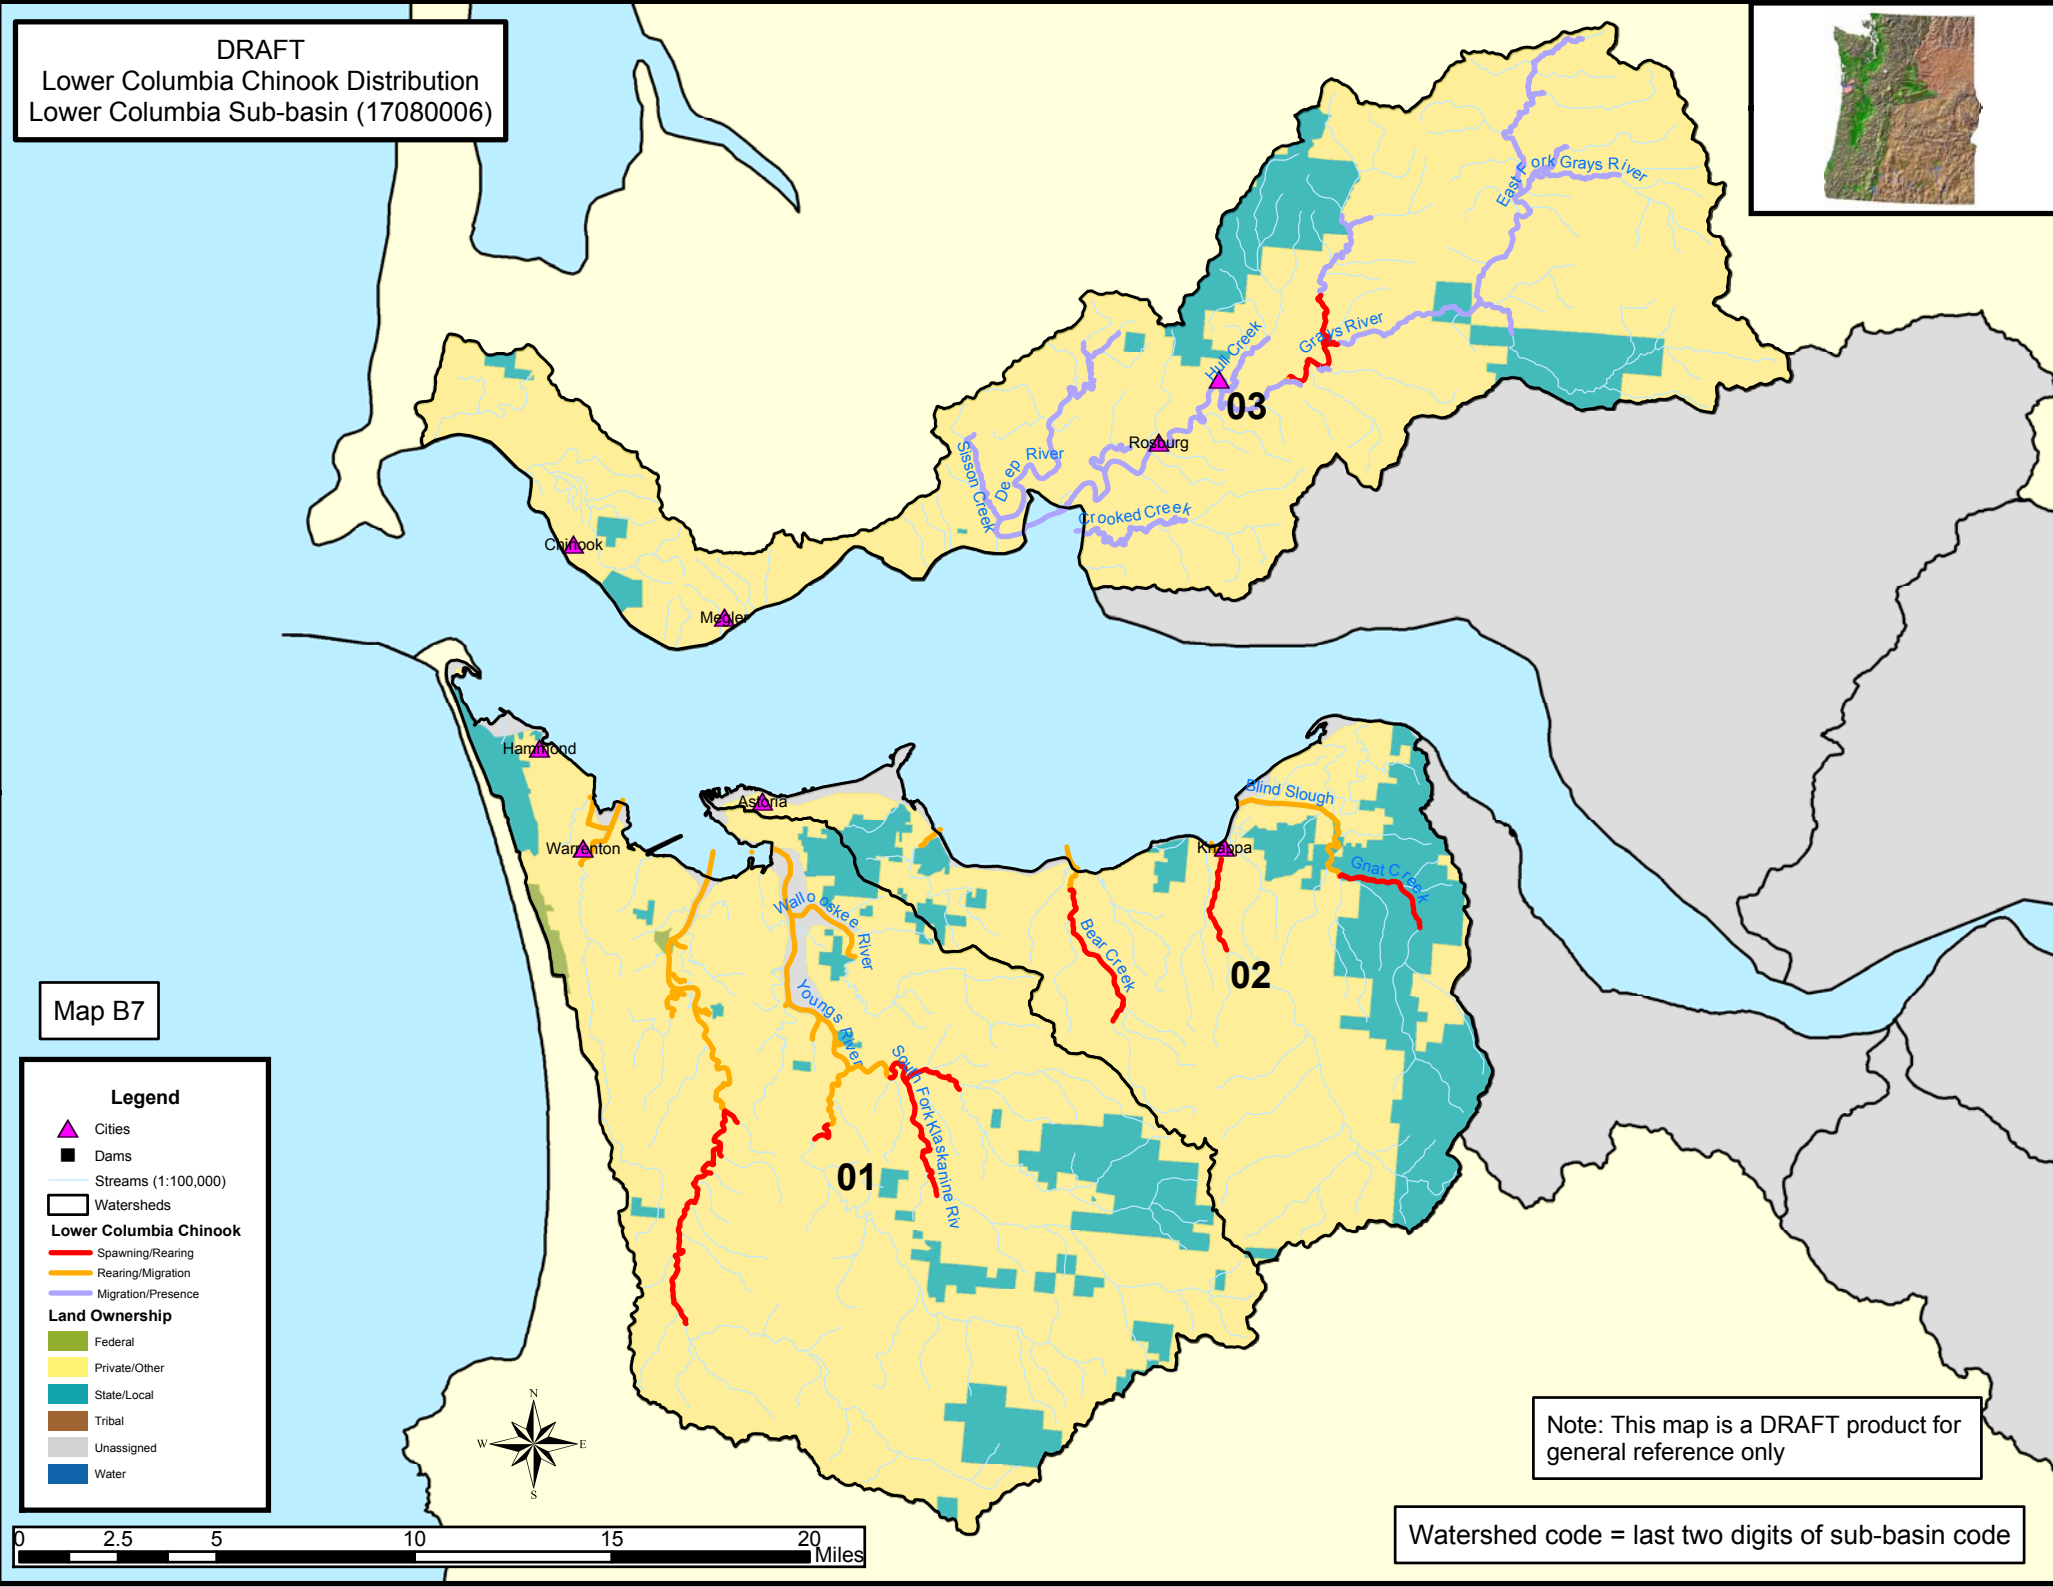 DRAFT
Lower Columbia Chinook Distribution
Lower Columbia Sub-basin (17080006)
East Fork Grays River
Grays River
Hull Creek
03
Rosburg
Deep River
Sisson Creek
Crooked Creek
Chinook
Megler
Hammond
Astoria
Warrenton
Blind Slough
Knappa
Gnat Creek
Wallooskee River
Bear Creek
02
Youngs River
South Fork Klaskanine Riv
01
Map B7
Legend
Cities
Dams
Streams (1:100,000)
Watersheds
Lower Columbia Chinook
Spawning/Rearing
Rearing/Migration
Migration/Presence
Land Ownership
Federal
Private/Other
State/Local
Tribal
Unassigned
Water
N
W E
S
0 2.5 5 10 15 20
Miles
Note: This map is a DRAFT product for
general reference only
Watershed code = last two digits of sub-basin code